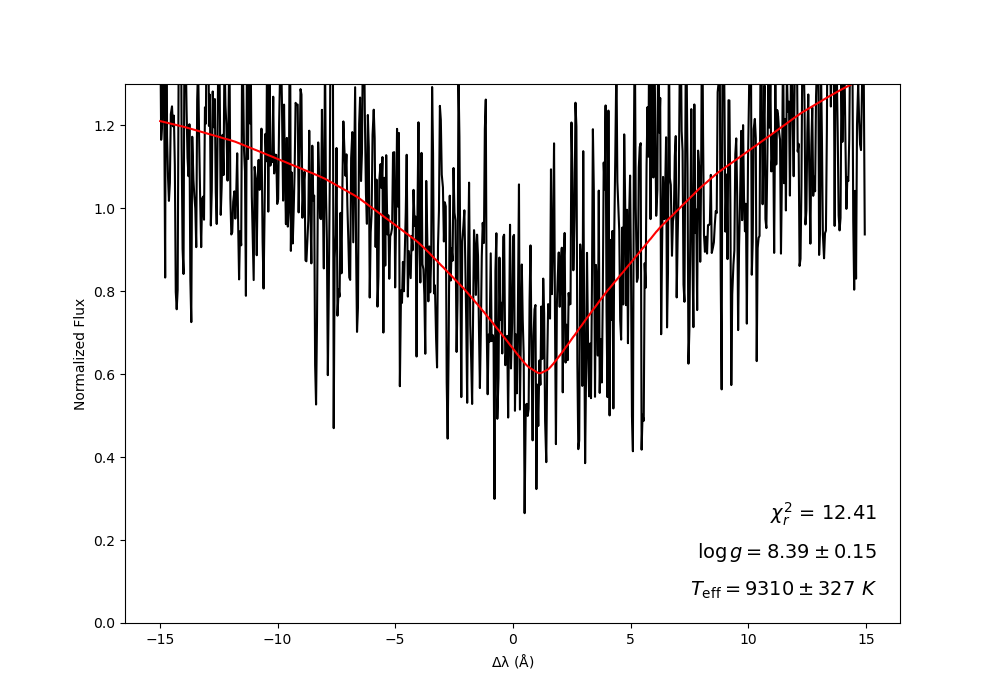 1.2
1.0
0.8
0.6
0.4
0.2
0.0
Normalized Flux
χ²ᵣ = 12.41
log g = 8.39 ± 0.15
T_eff = 9310 ± 327 K
−15 −10 −5 0 5 10 15
Δλ (Å)